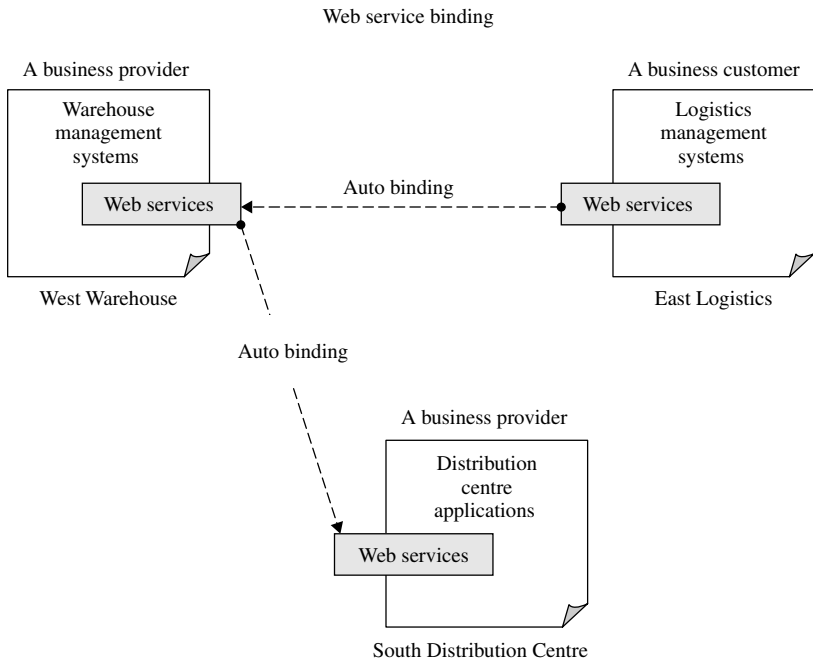 Web service binding
A business provider
Warehouse
management
systems
Web services
West Warehouse
Auto binding
A business customer
Logistics
management
systems
Web services
East Logistics
Auto binding
A business provider
Distribution
centre
applications
Web services
South Distribution Centre